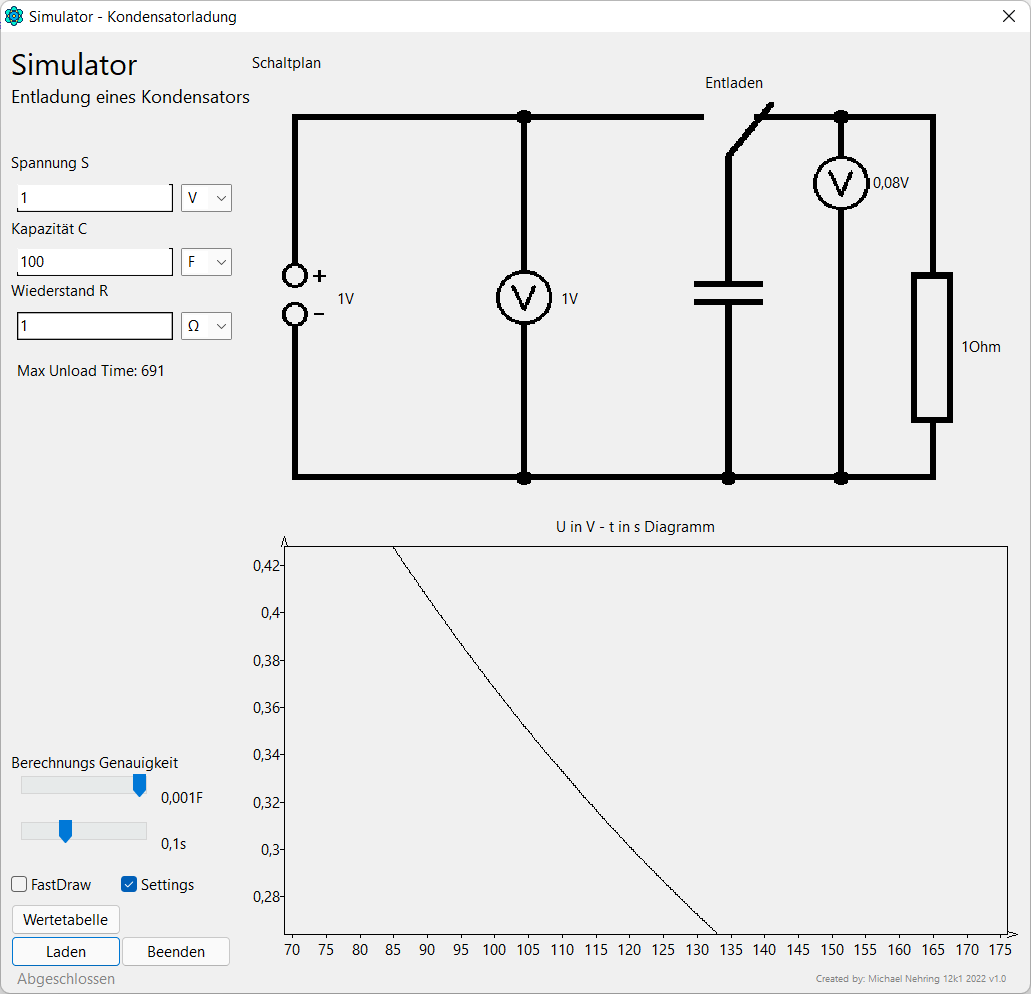 Simulator - Kondensatorladung
Simulator
Entladung eines Kondensators
Schaltplan
Entladen
Spannung S
1
V
Kapazität C
100
F
Wiederstand R
1
Ω
Max Unload Time: 691
+
−
1V
V
1V
V
0,08V
1Ohm
U in V - t in s Diagramm
0,42
0,4
0,38
0,36
0,34
0,32
0,3
0,28
70 75 80 85 90 95 100 105 110 115 120 125 130 135 140 145 150 155 160 165 170 175
Berechnungs Genauigkeit
0,001F
0,1s
FastDraw
Settings
Wertetabelle
Laden
Beenden
Abgeschlossen
Created by: Michael Nehring 12k1 2022 v1.0